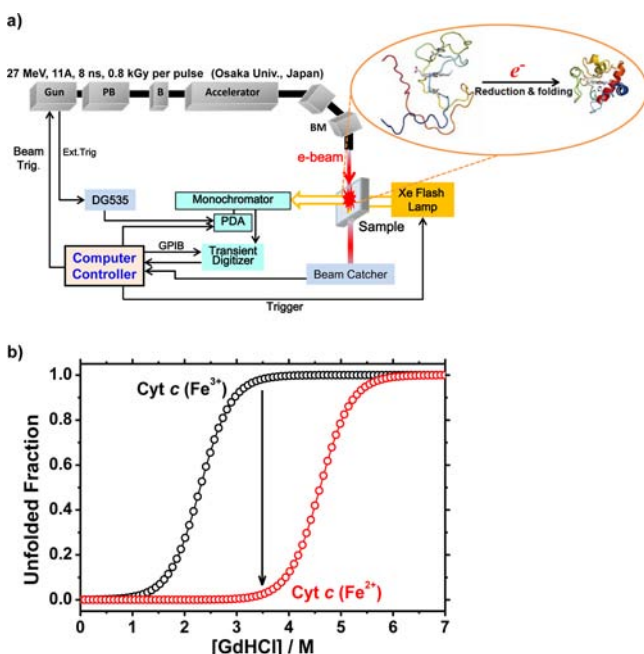 a)
27 MeV, 11A, 8 ns, 0.8 kGy per pulse (Osaka Univ., Japan)
Gun
PB
B
Accelerator
BM
e⁻
Reduction & folding
Beam
Trig.
Ext.Trig
e-beam
DG535
Monochromator
PDA
Xe Flash
Lamp
Sample
GPIB
Computer
Controller
Transient
Digitizer
Beam Catcher
Trigger
b)
Unfolded Fraction
1.0
0.8
0.6
0.4
0.2
0.0
Cyt c (Fe³⁺)
Cyt c (Fe²⁺)
0 1 2 3 4 5 6 7
[GdHCl] / M